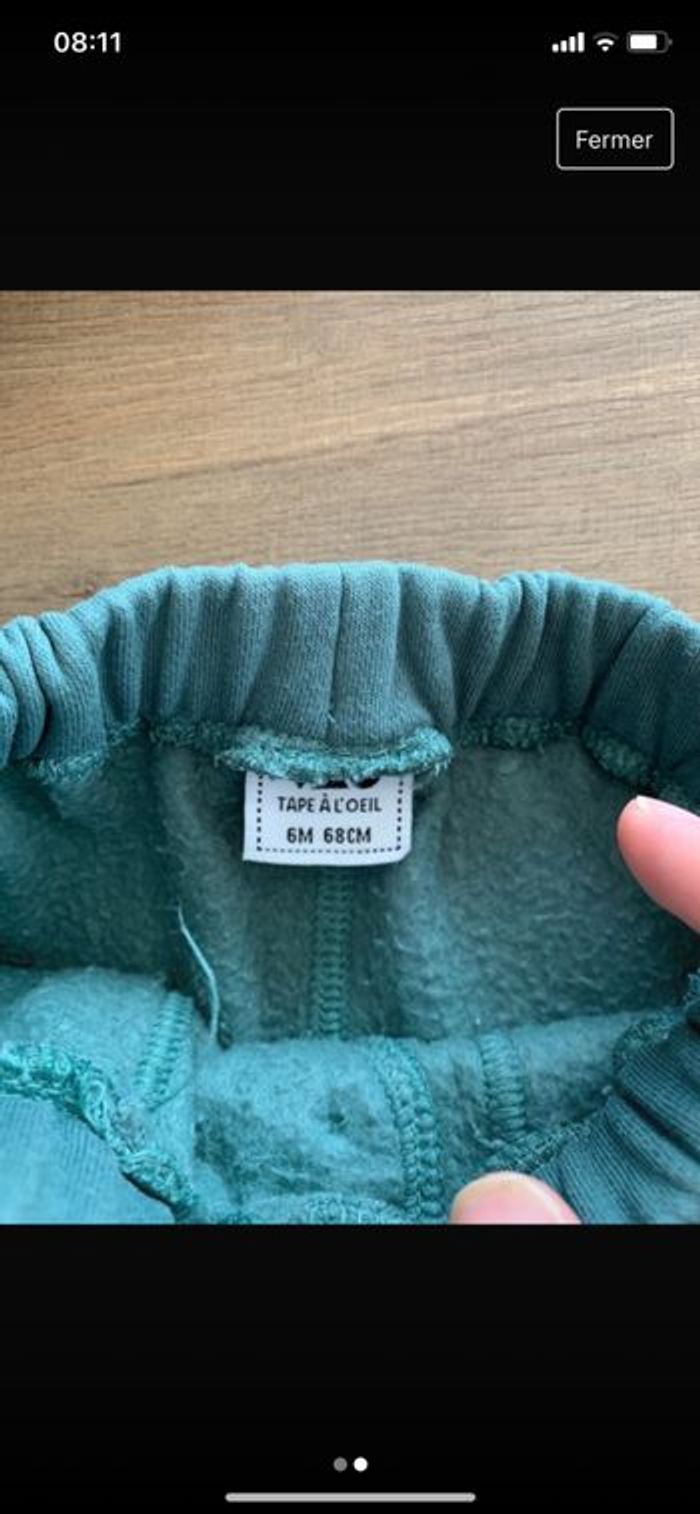 08:11
Fermer
TAPE À L'OEIL
6M 68CM